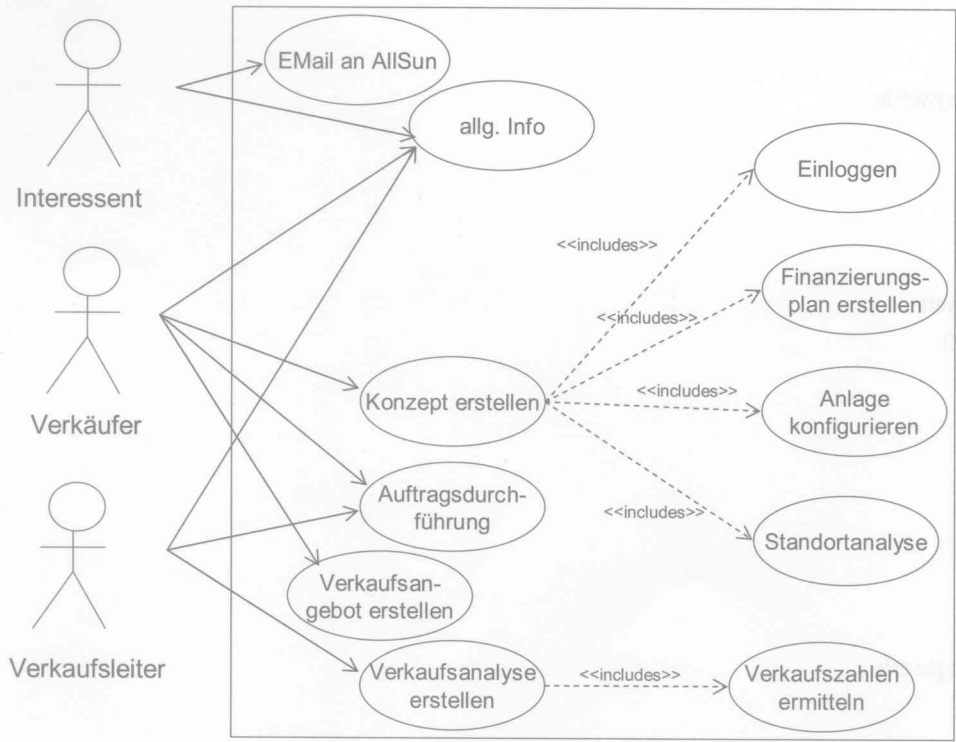 EMail an AllSun
allg. Info
Einloggen
Interessent
<<includes>>
Finanzierungs-
plan erstellen
<<includes>>
Verkäufer
Konzept erstellen
<<includes>>
Anlage
konfigurieren
Auftragsdurch-
führung
<<includes>>
Standortanalyse
Verkaufsan-
gebot erstellen
Verkaufsleiter
Verkaufsanalyse
erstellen
<<includes>>
Verkaufszahlen
ermitteln